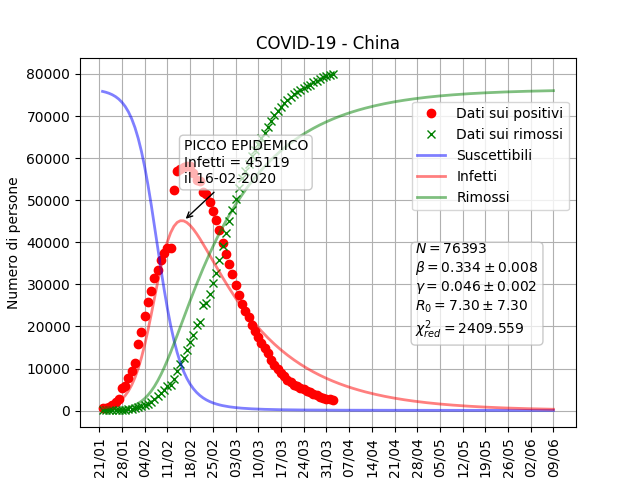 COVID-19 - China
Numero di persone
80000
70000
60000
50000
40000
30000
20000
10000
0
PICCO EPIDEMICO
Infetti = 45119
il 16-02-2020
Dati sui positivi
Dati sui rimossi
Suscettibili
Infetti
Rimossi
N = 76393
β = 0.334 ± 0.008
γ = 0.046 ± 0.002
R₀ = 7.30 ± 7.30
χ²_red = 2409.559
21/01
28/01
04/02
11/02
18/02
25/02
03/03
10/03
17/03
24/03
31/03
07/04
14/04
21/04
28/04
05/05
12/05
19/05
26/05
02/06
09/06